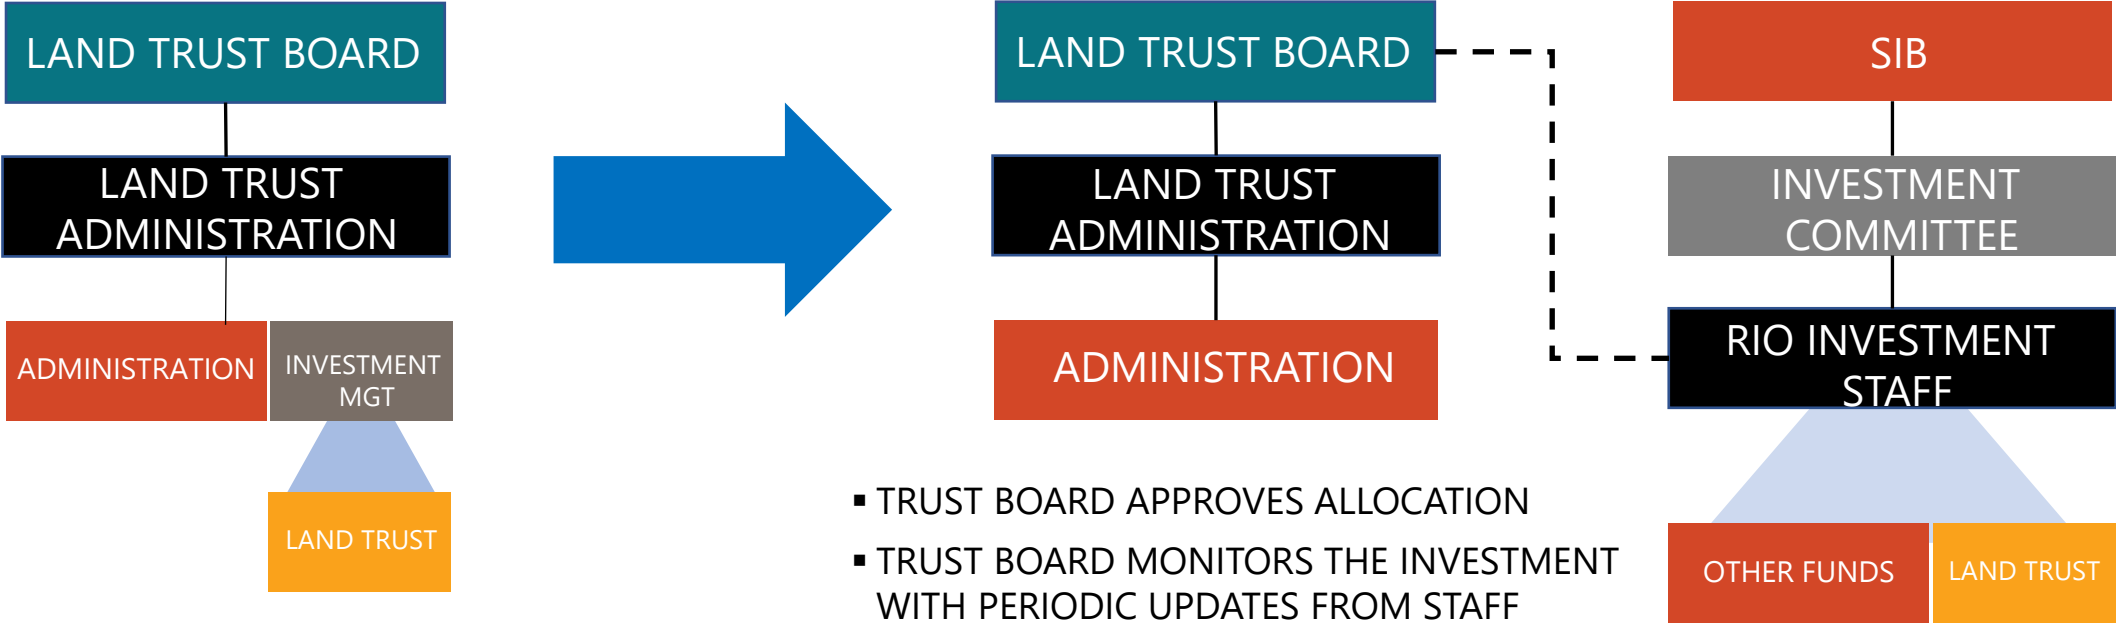 LAND TRUST BOARD
LAND TRUST
ADMINISTRATION
ADMINISTRATION
INVESTMENT
MGT
LAND TRUST
LAND TRUST BOARD
LAND TRUST
ADMINISTRATION
ADMINISTRATION
▪ TRUST BOARD APPROVES ALLOCATION
▪ TRUST BOARD MONITORS THE INVESTMENT
WITH PERIODIC UPDATES FROM STAFF
SIB
INVESTMENT
COMMITTEE
RIO INVESTMENT
STAFF
OTHER FUNDS
LAND TRUST